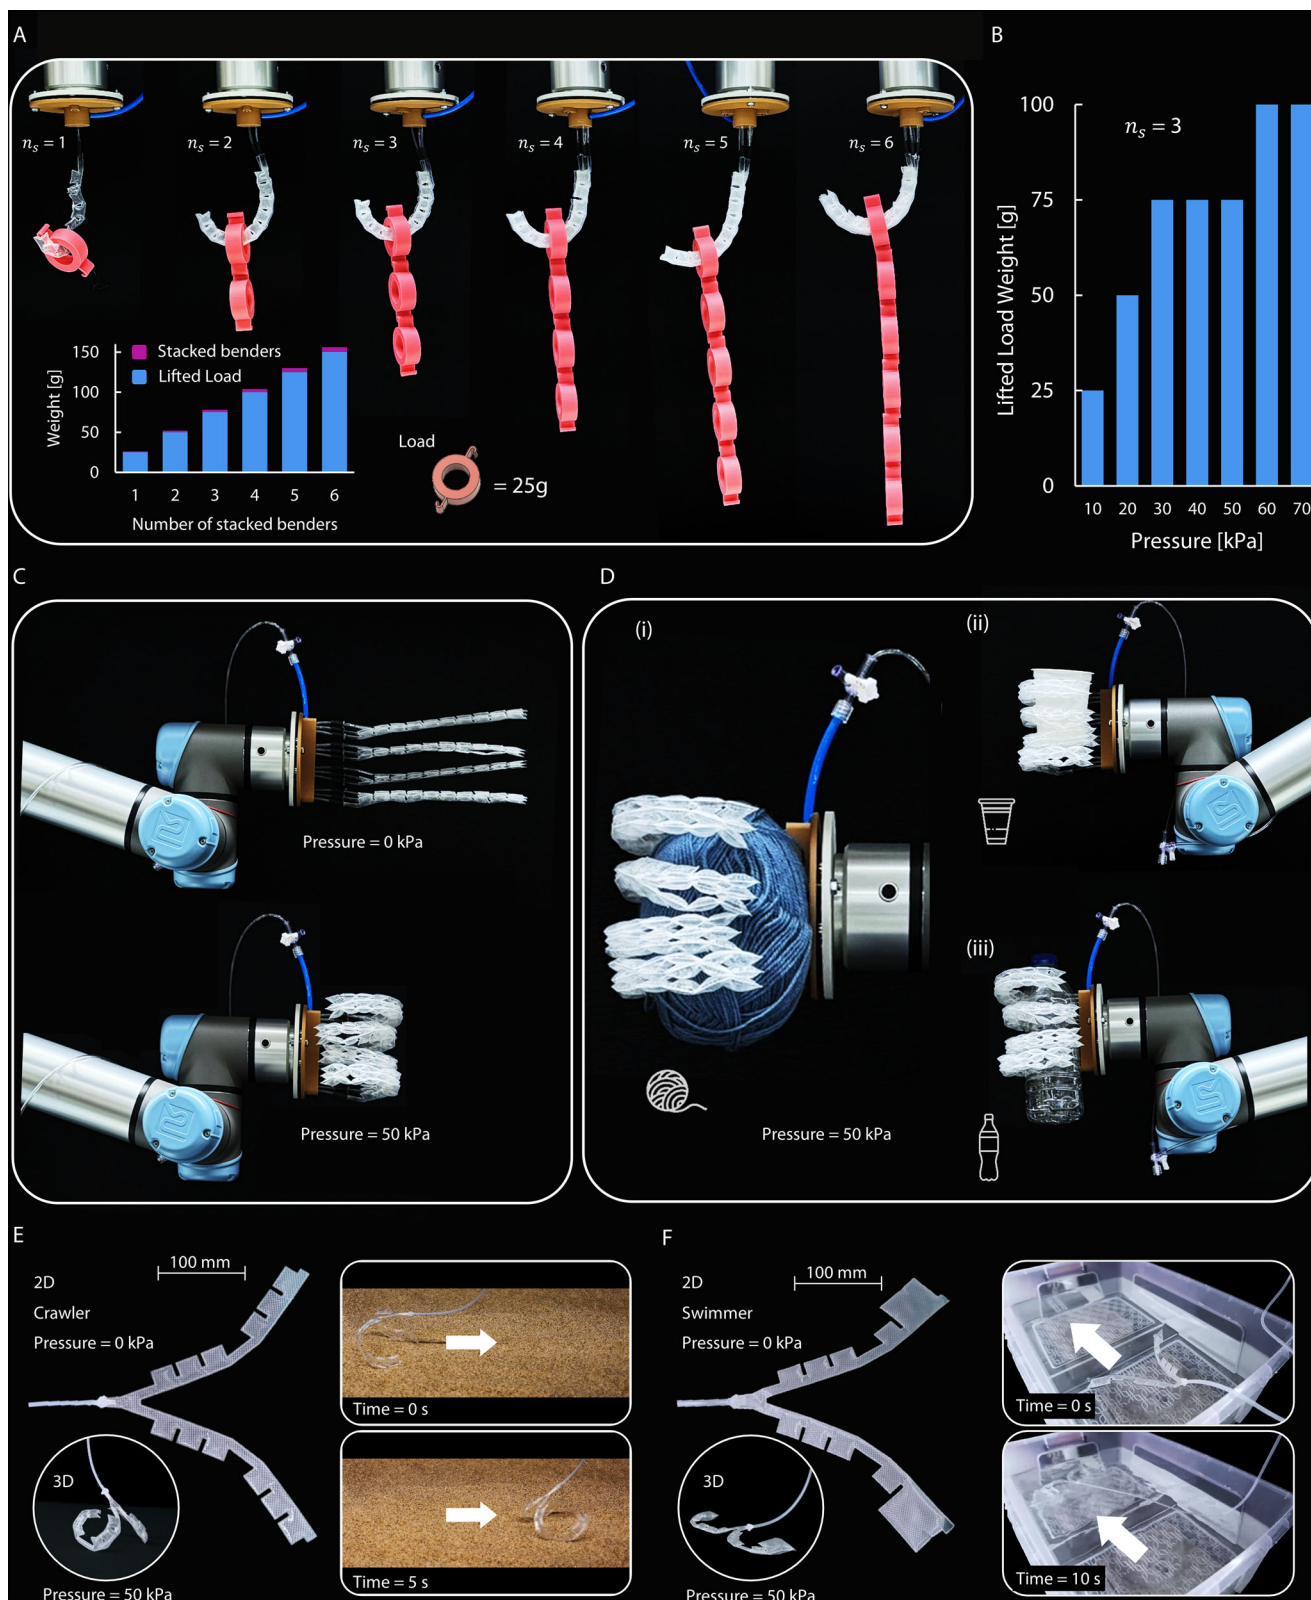 A
n_s = 1
n_s = 2
n_s = 3
n_s = 4
n_s = 5
n_s = 6
Weight [g]
150
100
50
0
Stacked benders
Lifted Load
1 2 3 4 5 6
Number of stacked benders
Load
= 25g
B
n_s = 3
Lifted Load Weight [g]
100
75
50
25
0
10 20 30 40 50 60 70
Pressure [kPa]
C
Pressure = 0 kPa
Pressure = 50 kPa
D
(i)
Pressure = 50 kPa
(ii)
(iii)
E
100 mm
2D
Crawler
Pressure = 0 kPa
3D
Pressure = 50 kPa
Time = 0 s
Time = 5 s
F
100 mm
2D
Swimmer
Pressure = 0 kPa
3D
Pressure = 50 kPa
Time = 0 s
Time = 10 s